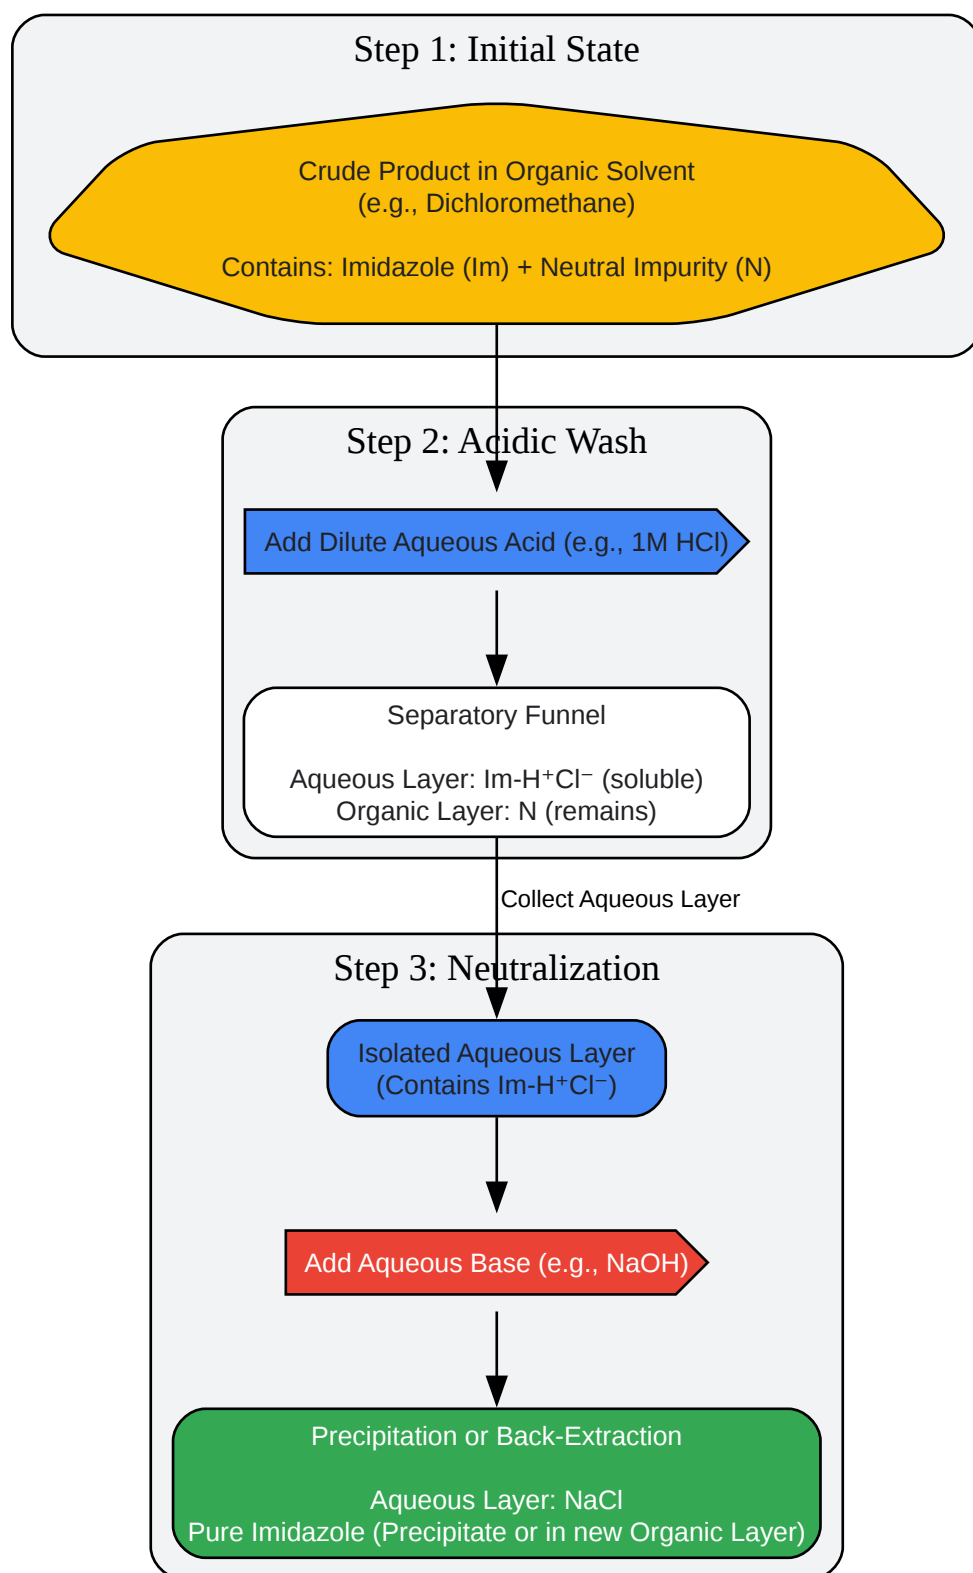 Step 1: Initial State
Crude Product in Organic Solvent
(e.g., Dichloromethane)
Contains: Imidazole (Im) + Neutral Impurity (N)
Step 2: Acidic Wash
Add Dilute Aqueous Acid (e.g., 1M HCl)
Separatory Funnel
Aqueous Layer: Im-H⁺Cl⁻ (soluble)
Organic Layer: N (remains)
Collect Aqueous Layer
Step 3: Neutralization
Isolated Aqueous Layer
(Contains Im-H⁺Cl⁻)
Add Aqueous Base (e.g., NaOH)
Precipitation or Back-Extraction
Aqueous Layer: NaCl
Pure Imidazole (Precipitate or in new Organic Layer)